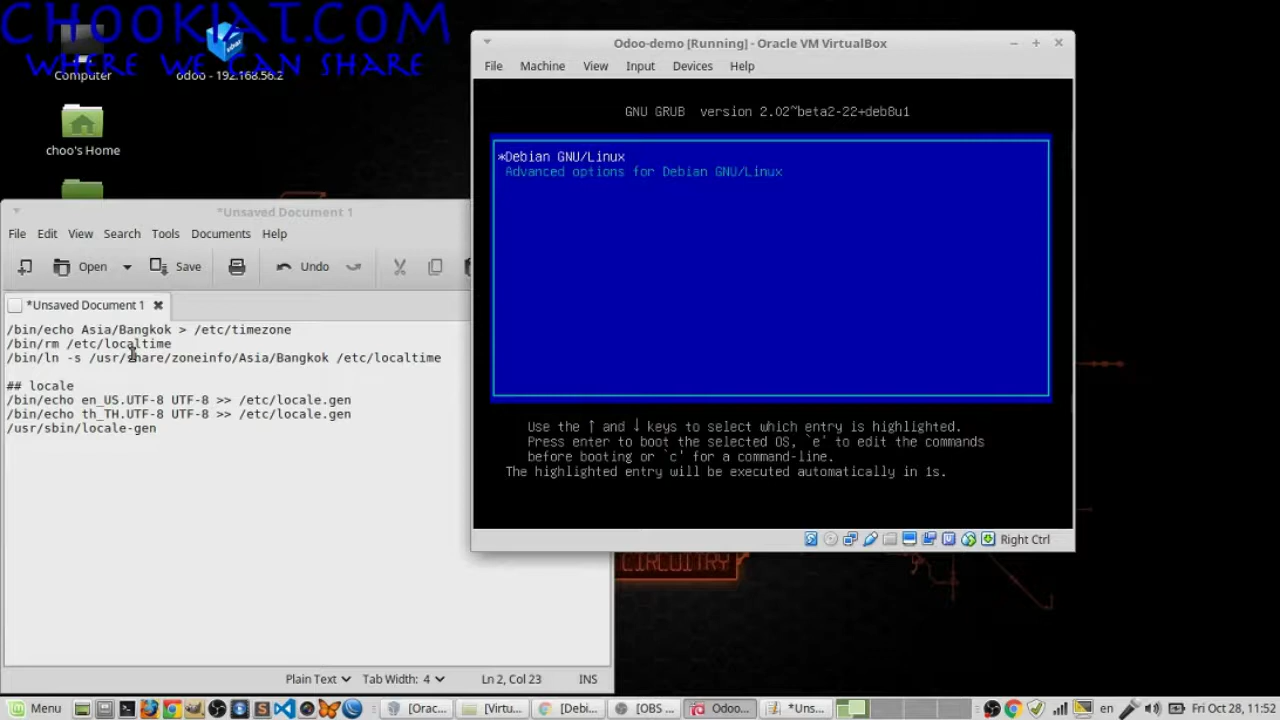 CHOOKIAT.COM
WHERE WE CAN SHARE
Computer
odoo - 192.168.56.2
choo's Home
Odoo-demo [Running] - Oracle VM VirtualBox
File Machine View Input Devices Help
GNU GRUB version 2.02~beta2-22+deb8u1
*Debian GNU/Linux
Advanced options for Debian GNU/Linux
Use the ↑ and ↓ keys to select which entry is highlighted.
Press enter to boot the selected OS, `e' to edit the commands
before booting or `c' for a command-line.
The highlighted entry will be executed automatically in 1s.
Right Ctrl
*Unsaved Document 1
File Edit View Search Tools Documents Help
Open Save Undo
*Unsaved Document 1
/bin/echo Asia/Bangkok > /etc/timezone
/bin/rm /etc/localtime
/bin/ln -s /usr/share/zoneinfo/Asia/Bangkok /etc/localtime
## locale
/bin/echo en_US.UTF-8 UTF-8 >> /etc/locale.gen
/bin/echo th_TH.UTF-8 UTF-8 >> /etc/locale.gen
/usr/sbin/locale-gen
CIRCUITRY
Plain Text Tab Width: 4 Ln 2, Col 23 INS
Menu [Orac... [Virtu... [Debi... [OBS ... Odoo... *Uns... en Fri Oct 28, 11:52